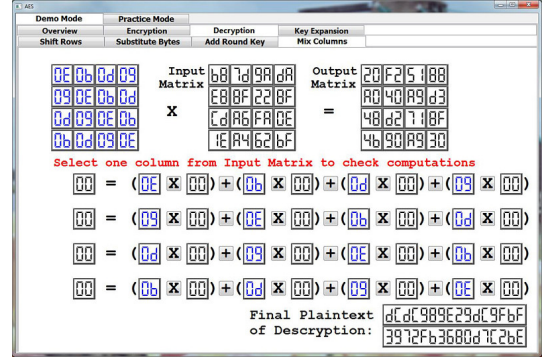 AES
Demo Mode Practice Mode
Overview Encryption Decryption Key Expansion
Shift Rows Substitute Bytes Add Round Key Mix Columns
0E 0b 0d 09 Input Matrix b8 7d 9A dA Output Matrix 20 F2 51 88
09 0E 0b 0d E8 8F 22 8F A0 40 A9 d3
X =
0d 09 0E 0b Cd A6 FA 0E 48 d2 71 8F
0b 0d 09 0E 1E A4 62 bF 4b 90 A9 30
Select one column from Input Matrix to check computations
00 = (0E X 00) + (0b X 00) + (0d X 00) + (09 X 00)
00 = (09 X 00) + (0E X 00) + (0b X 00) + (0d X 00)
00 = (0d X 00) + (09 X 00) + (0E X 00) + (0b X 00)
00 = (0b X 00) + (0d X 00) + (09 X 00) + (0E X 00)
Final Plaintext dCdC989E29dC9FbF
of Descryption: 3972Fb3680d7C2bE